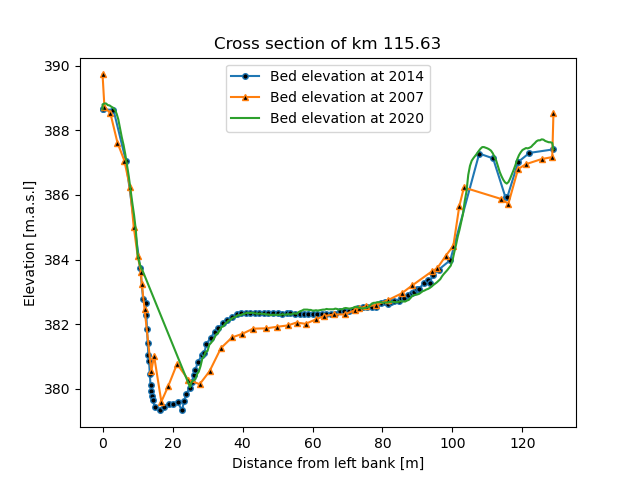 Cross section of km 115.63
Bed elevation at 2014
Bed elevation at 2007
Bed elevation at 2020
Elevation [m.a.s.l]
390
388
386
384
382
380
0 20 40 60 80 100 120
Distance from left bank [m]